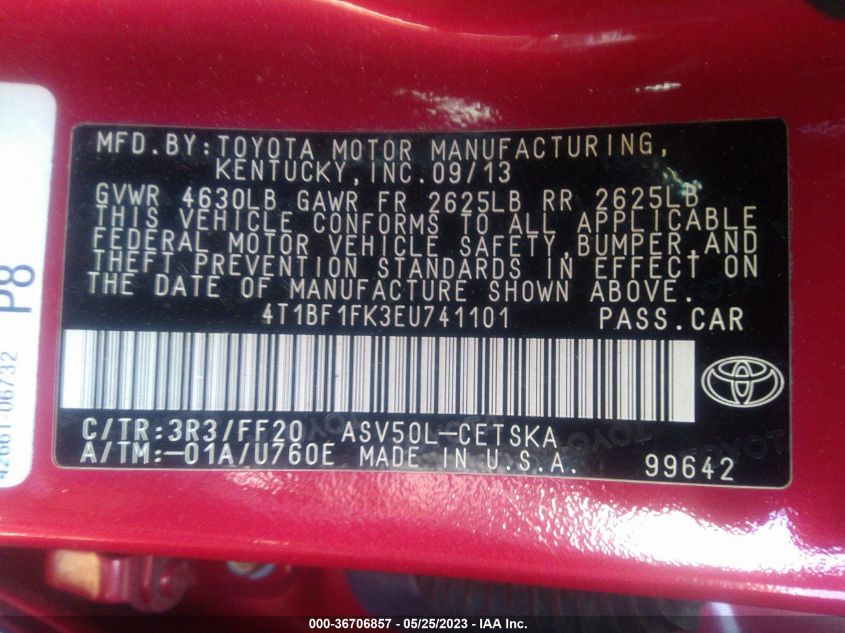 MFD.BY:TOYOTA MOTOR MANUFACTURING,
KENTUCKY,INC.09/13
GVWR 4630LB GAWR FR 2625LB RR 2625LB
THIS VEHICLE CONFORMS TO ALL APPLICABLE
FEDERAL MOTOR VEHICLE SAFETY,BUMPER,AND
THEFT PREVENTION STANDARDS IN EFFECT ON
THE DATE OF MANUFACTURE SHOWN ABOVE.
4T1BF1FK3EU741101 PASS.CAR
C/TR:3R3/FF20 ASV50L-CETSKA
A/TM:-01A/U760E MADE IN U.S.A. 99642
P8
42661-06732
000-36706857 - 05/25/2023 - IAA Inc.